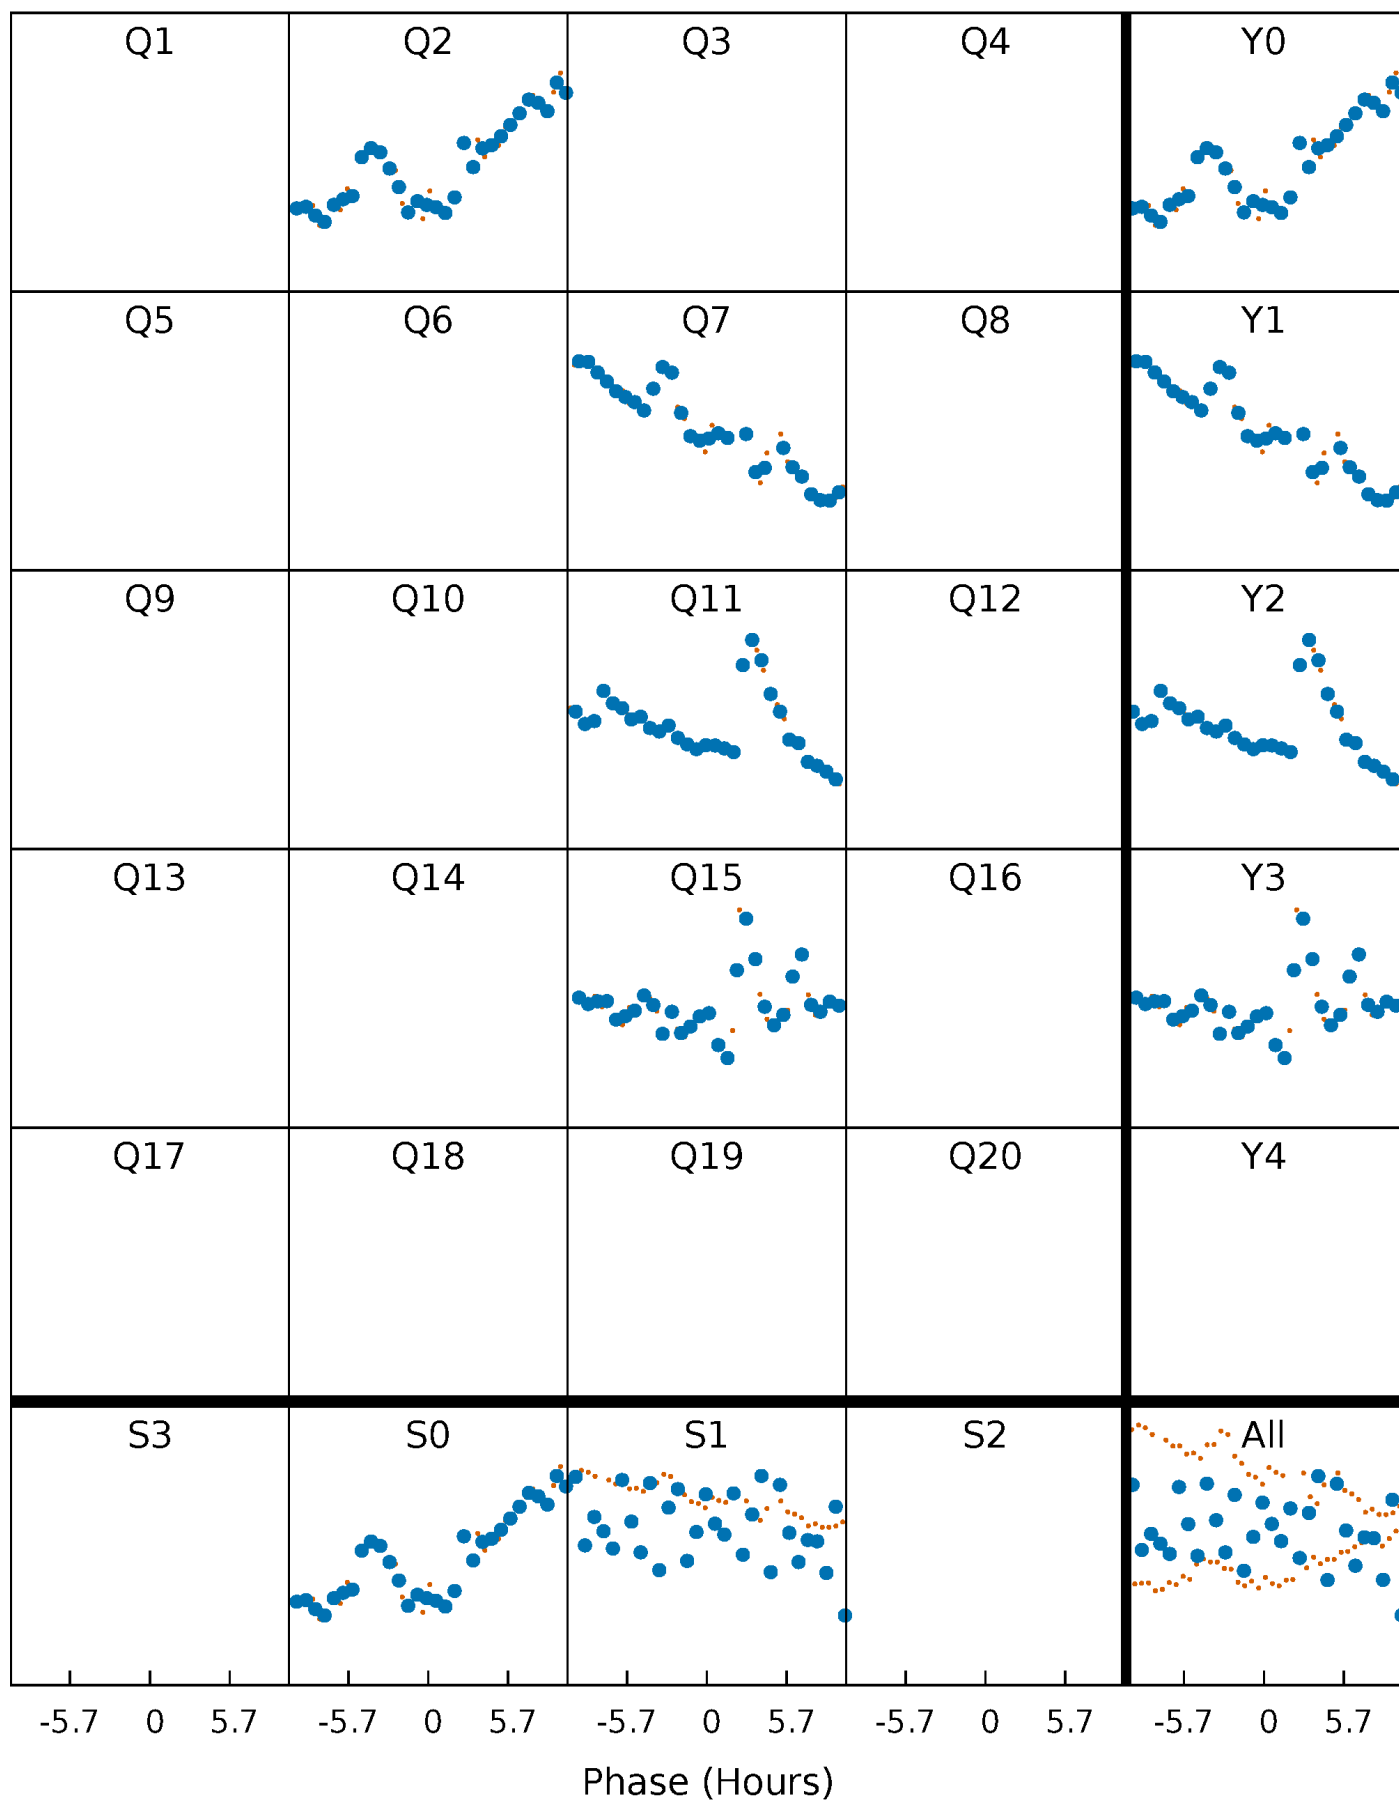 Q1 Q2 Q3 Q4 Y0
Q5 Q6 Q7 Q8 Y1
Q9 Q10 Q11 Q12 Y2
Q13 Q14 Q15 Q16 Y3
Q17 Q18 Q19 Q20 Y4
S3 S0 S1 S2 All
-5.7 0 5.7 -5.7 0 5.7 -5.7 0 5.7 -5.7 0 5.7 -5.7 0 5.7
Phase (Hours)